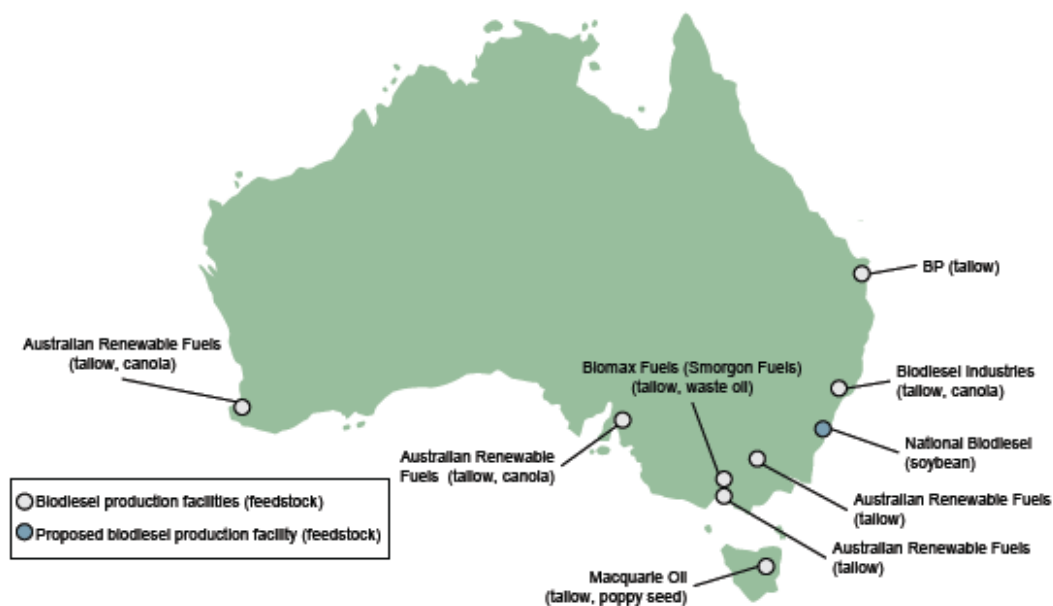 BP (tallow)
Australian Renewable Fuels
(tallow, canola)
Biomax Fuels (Smorgon Fuels)
(tallow, waste oil)
Biodiesel Industries
(tallow, canola)
Australian Renewable
Fuels (tallow, canola)
National Biodiesel
(soybean)
Biodiesel production facilities (feedstock)
Proposed biodiesel production facility (feedstock)
Australian Renewable Fuels
(tallow)
Australian Renewable Fuels
(tallow)
Macquarie Oil
(tallow, poppy seed)